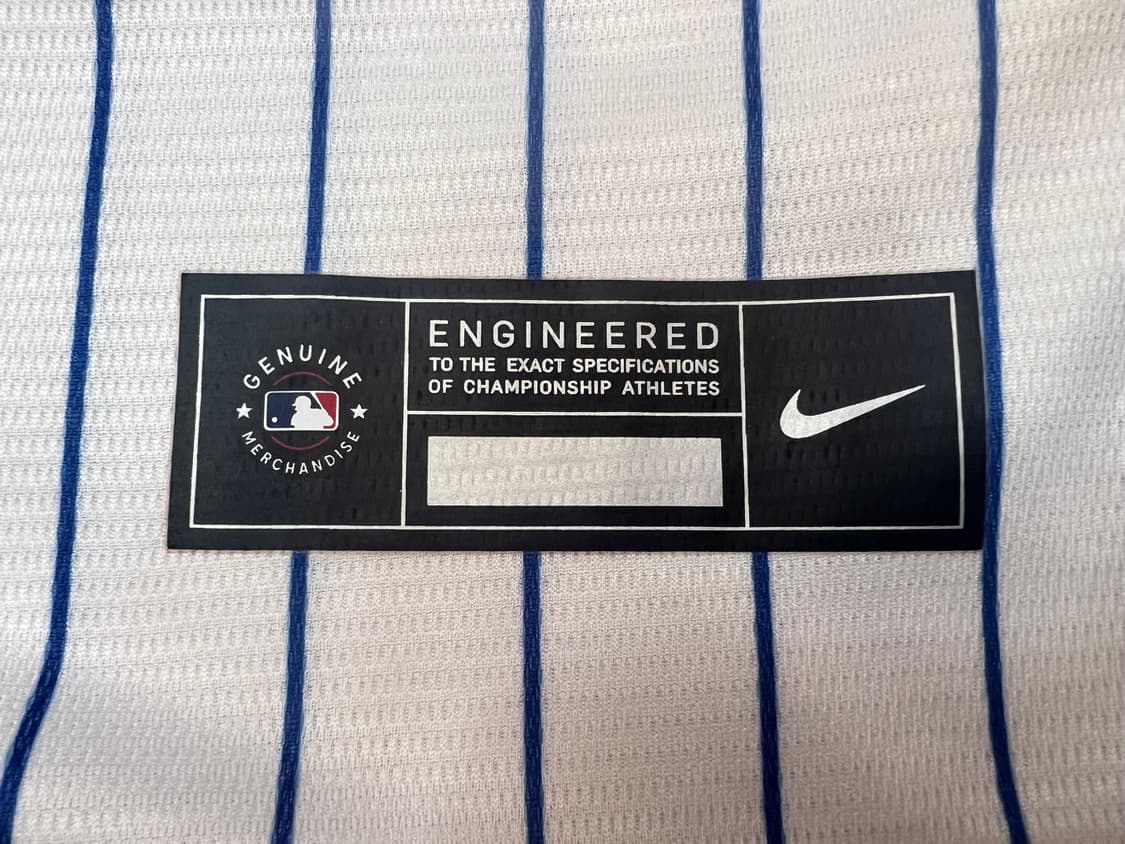 GENUINE
MERCHANDISE
ENGINEERED
TO THE EXACT SPECIFICATIONS
OF CHAMPIONSHIP ATHLETES